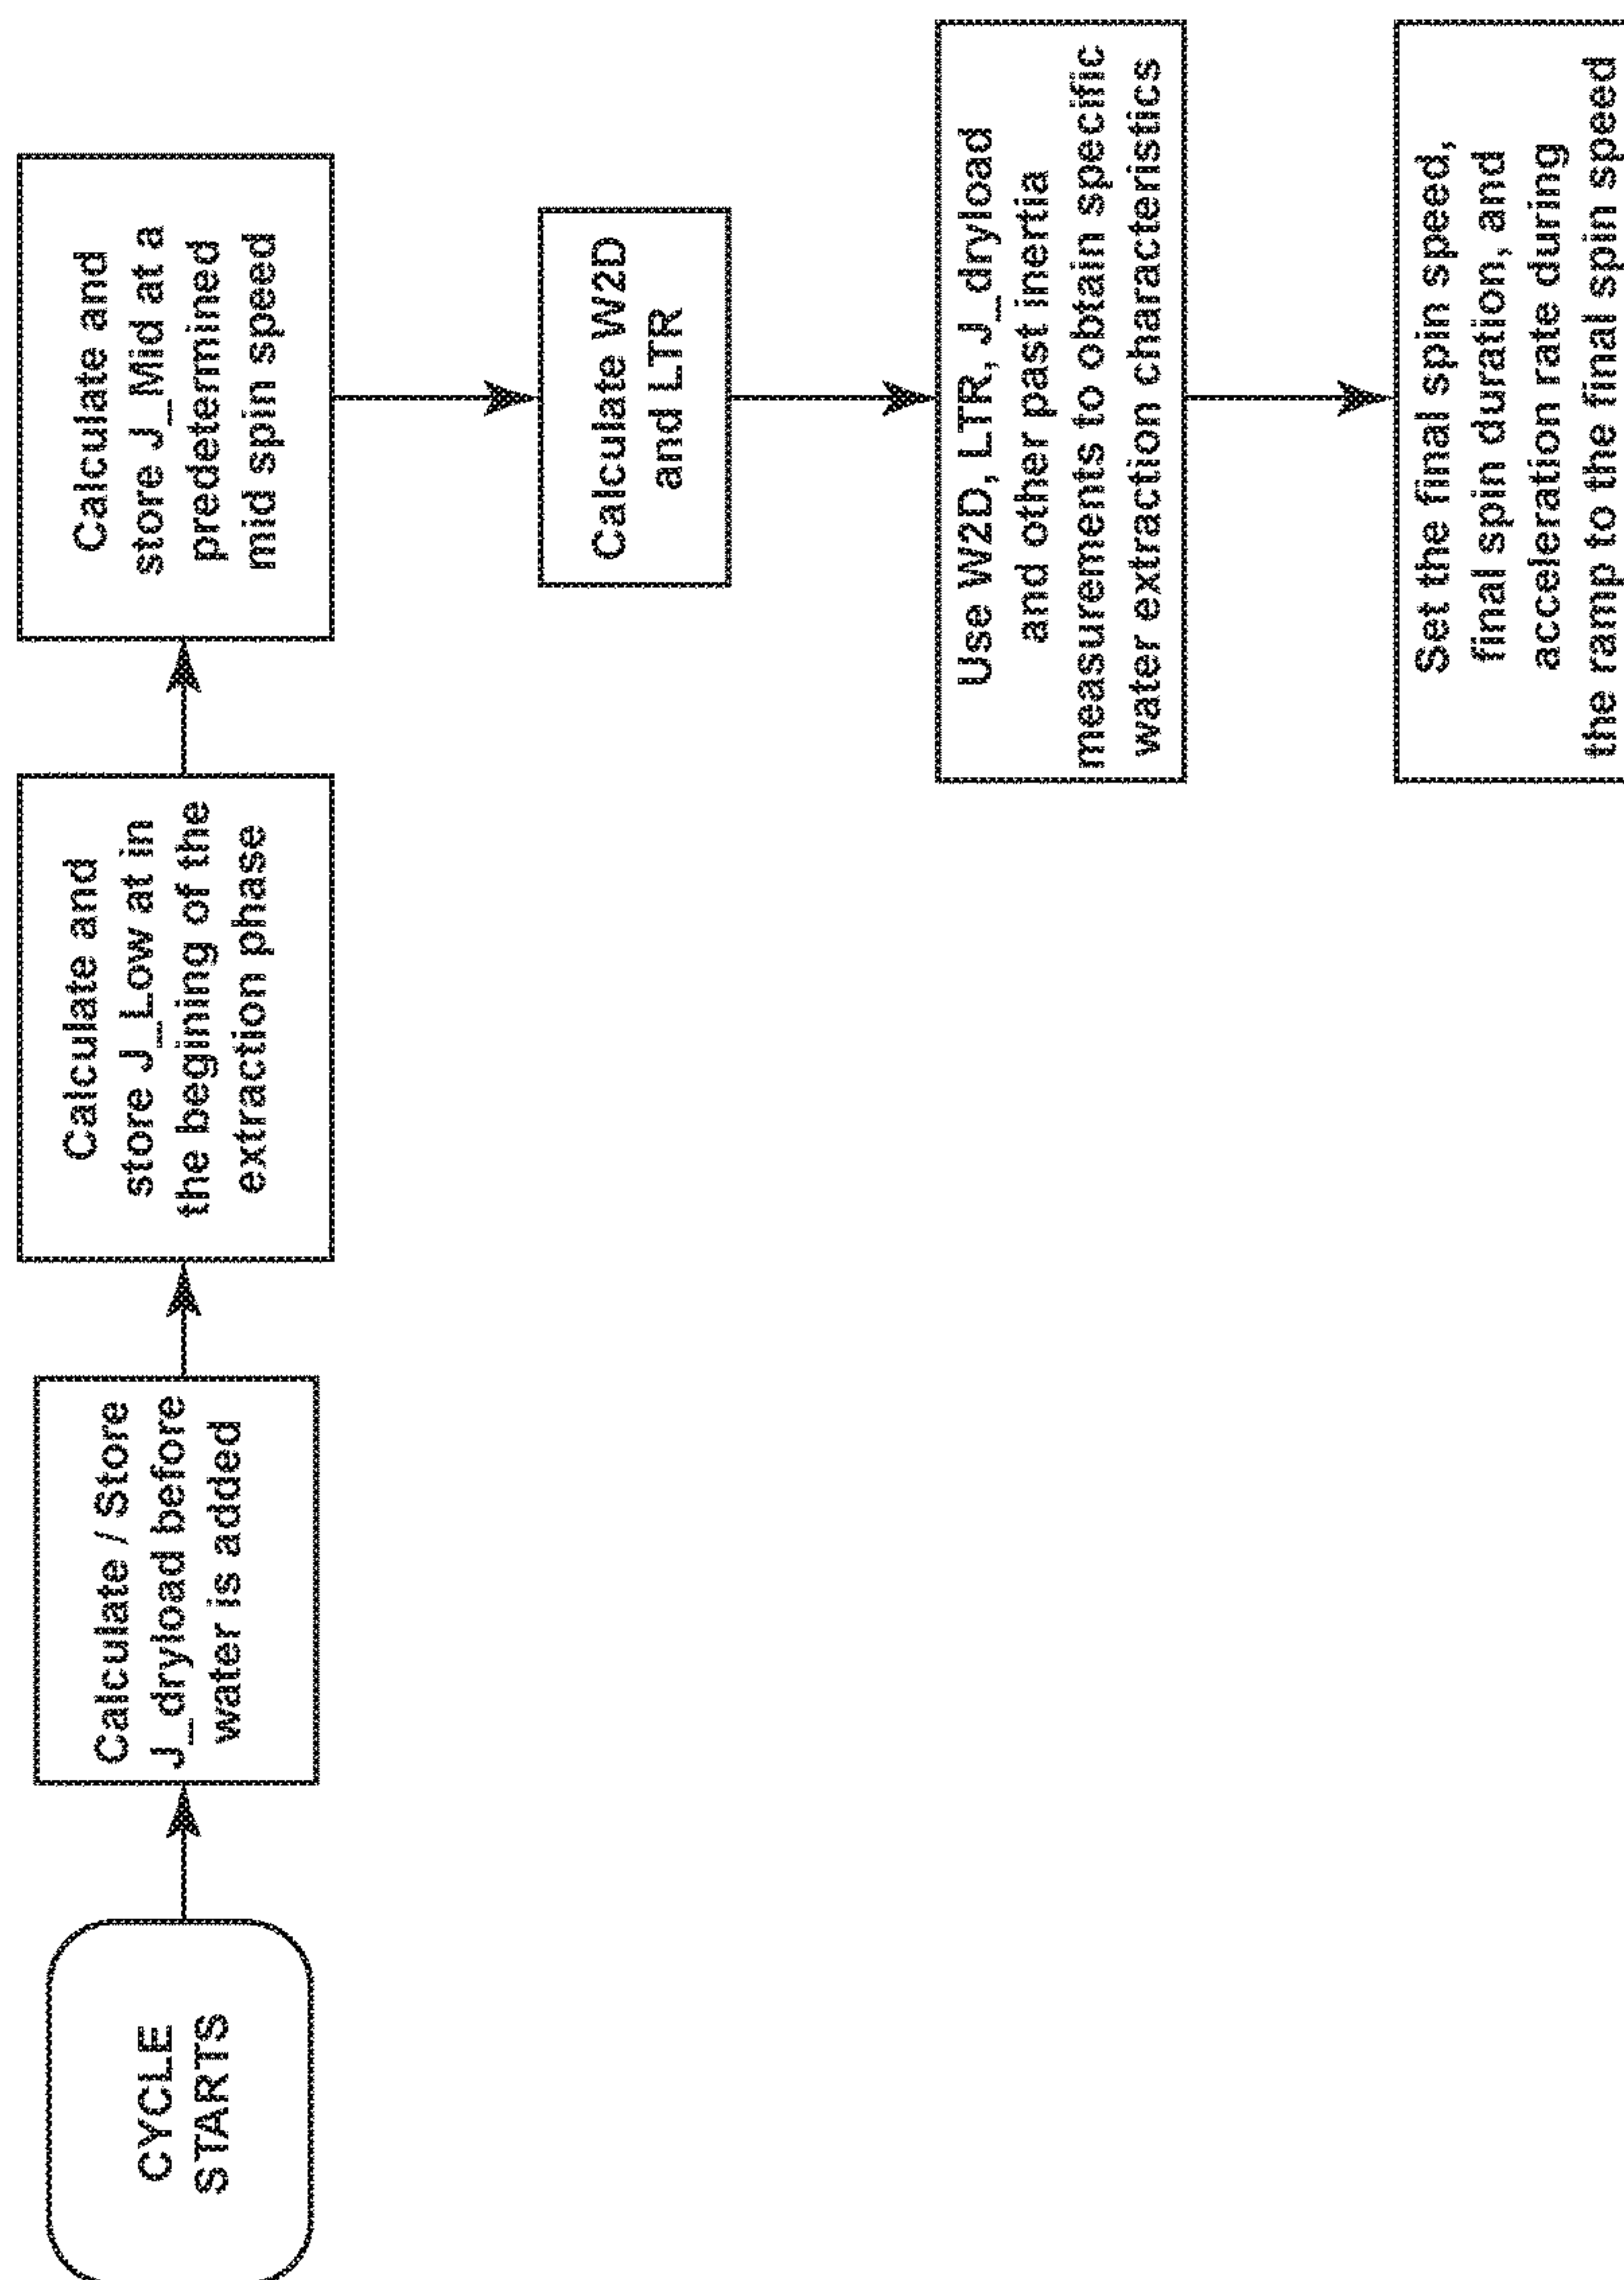 CYCLE
STARTS
Calculate / Store
J_dryload before
water is added
Calculate and
store J_Low at in
the begining of the
extraction phase
Calculate and
store J_Mid at a
predetermined
mid spin speed
Calculate W2D
and LTR
Use W2D, LTR, J_dryload
and other past inertia
measurements to obtain specific
water extraction characteristics
Set the final spin speed,
final spin duration, and
acceleration rate during
the ramp to the final spin speed